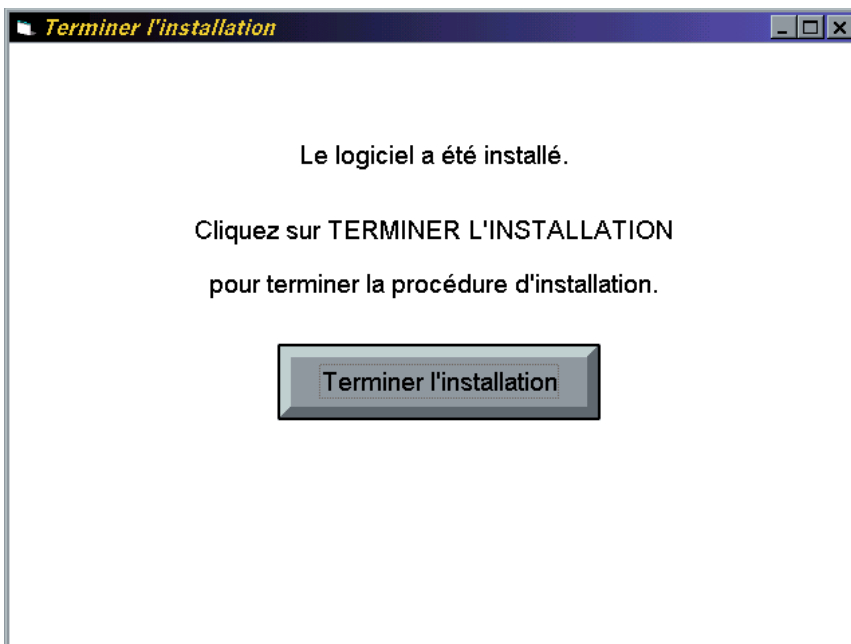 Terminer l'installation
Le logiciel a été installé.
Cliquez sur TERMINER L'INSTALLATION
pour terminer la procédure d'installation.
Terminer l'installation